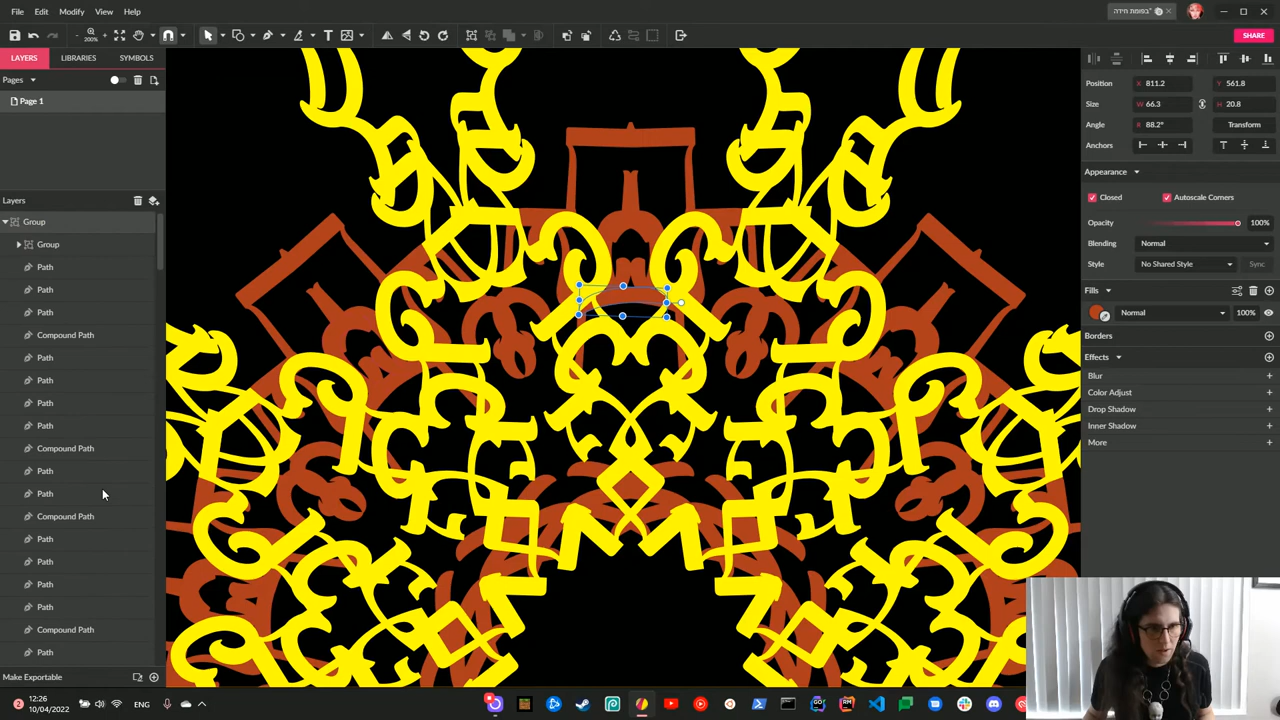 File Edit Modify View Help
בפומת חידה"
200%
SHARE
LAYERS LIBRARIES SYMBOLS
Pages
Page 1
Layers
Group
Group
Path
Path
Path
Compound Path
Path
Path
Path
Path
Compound Path
Path
Path
Compound Path
Path
Path
Path
Path
Compound Path
Path
Make Exportable
Position X 811.2 Y 561.8
Size W 66.3 H 20.8
Angle R 88.2° Transform
Anchors
Appearance
Closed Autoscale Corners
Opacity 100%
Blending Normal
Style No Shared Style Sync
Fills
Normal 100%
Borders
Effects
Blur
Color Adjust
Drop Shadow
Inner Shadow
More
12:26
10/04/2022
ENG